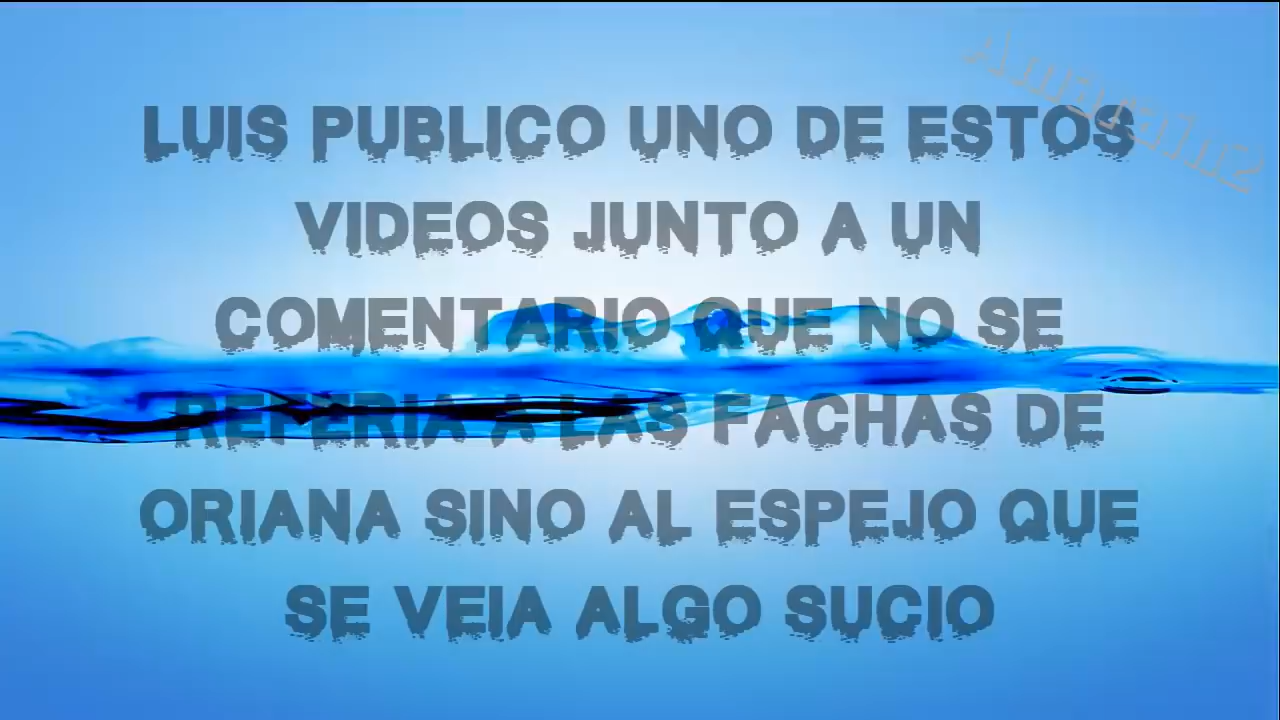 LUIS PUBLICO UNO DE ESTOS
VIDEOS JUNTO A UN
COMENTARIO QUE NO SE
REFERIA A LAS FACHAS DE
ORIANA SINO AL ESPEJO QUE
SE VEIA ALGO SUCIO